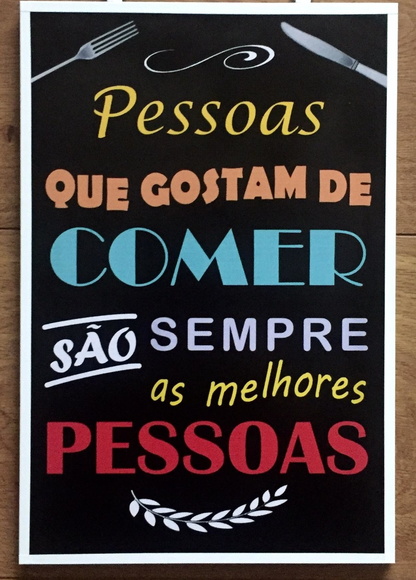 Pessoas
QUE GOSTAM DE
COMER
SÃO SEMPRE
as melhores
PESSOAS